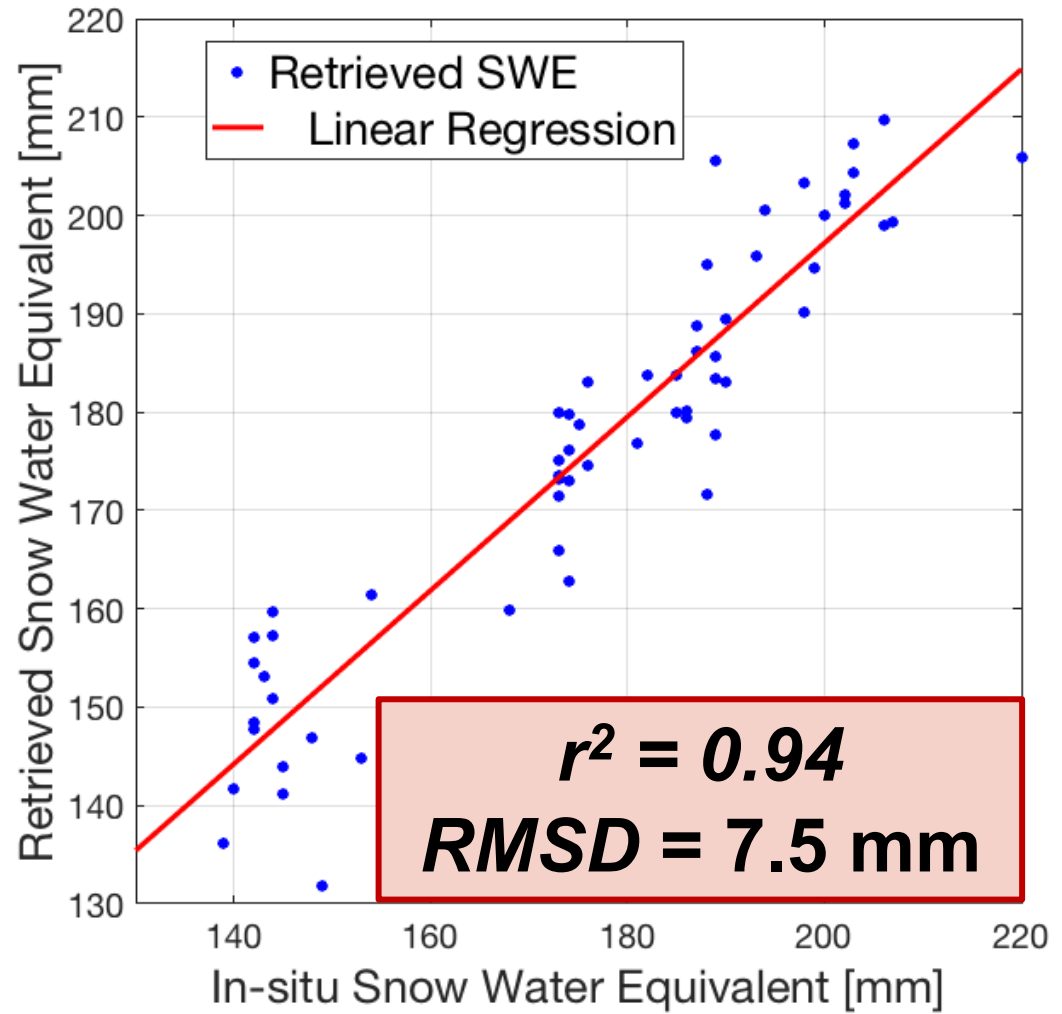 Retrieved SWE
Linear Regression
Retrieved Snow Water Equivalent [mm]
220
210
200
190
180
170
160
150
140
130
r² = 0.94
RMSD = 7.5 mm
140 160 180 200 220
In-situ Snow Water Equivalent [mm]